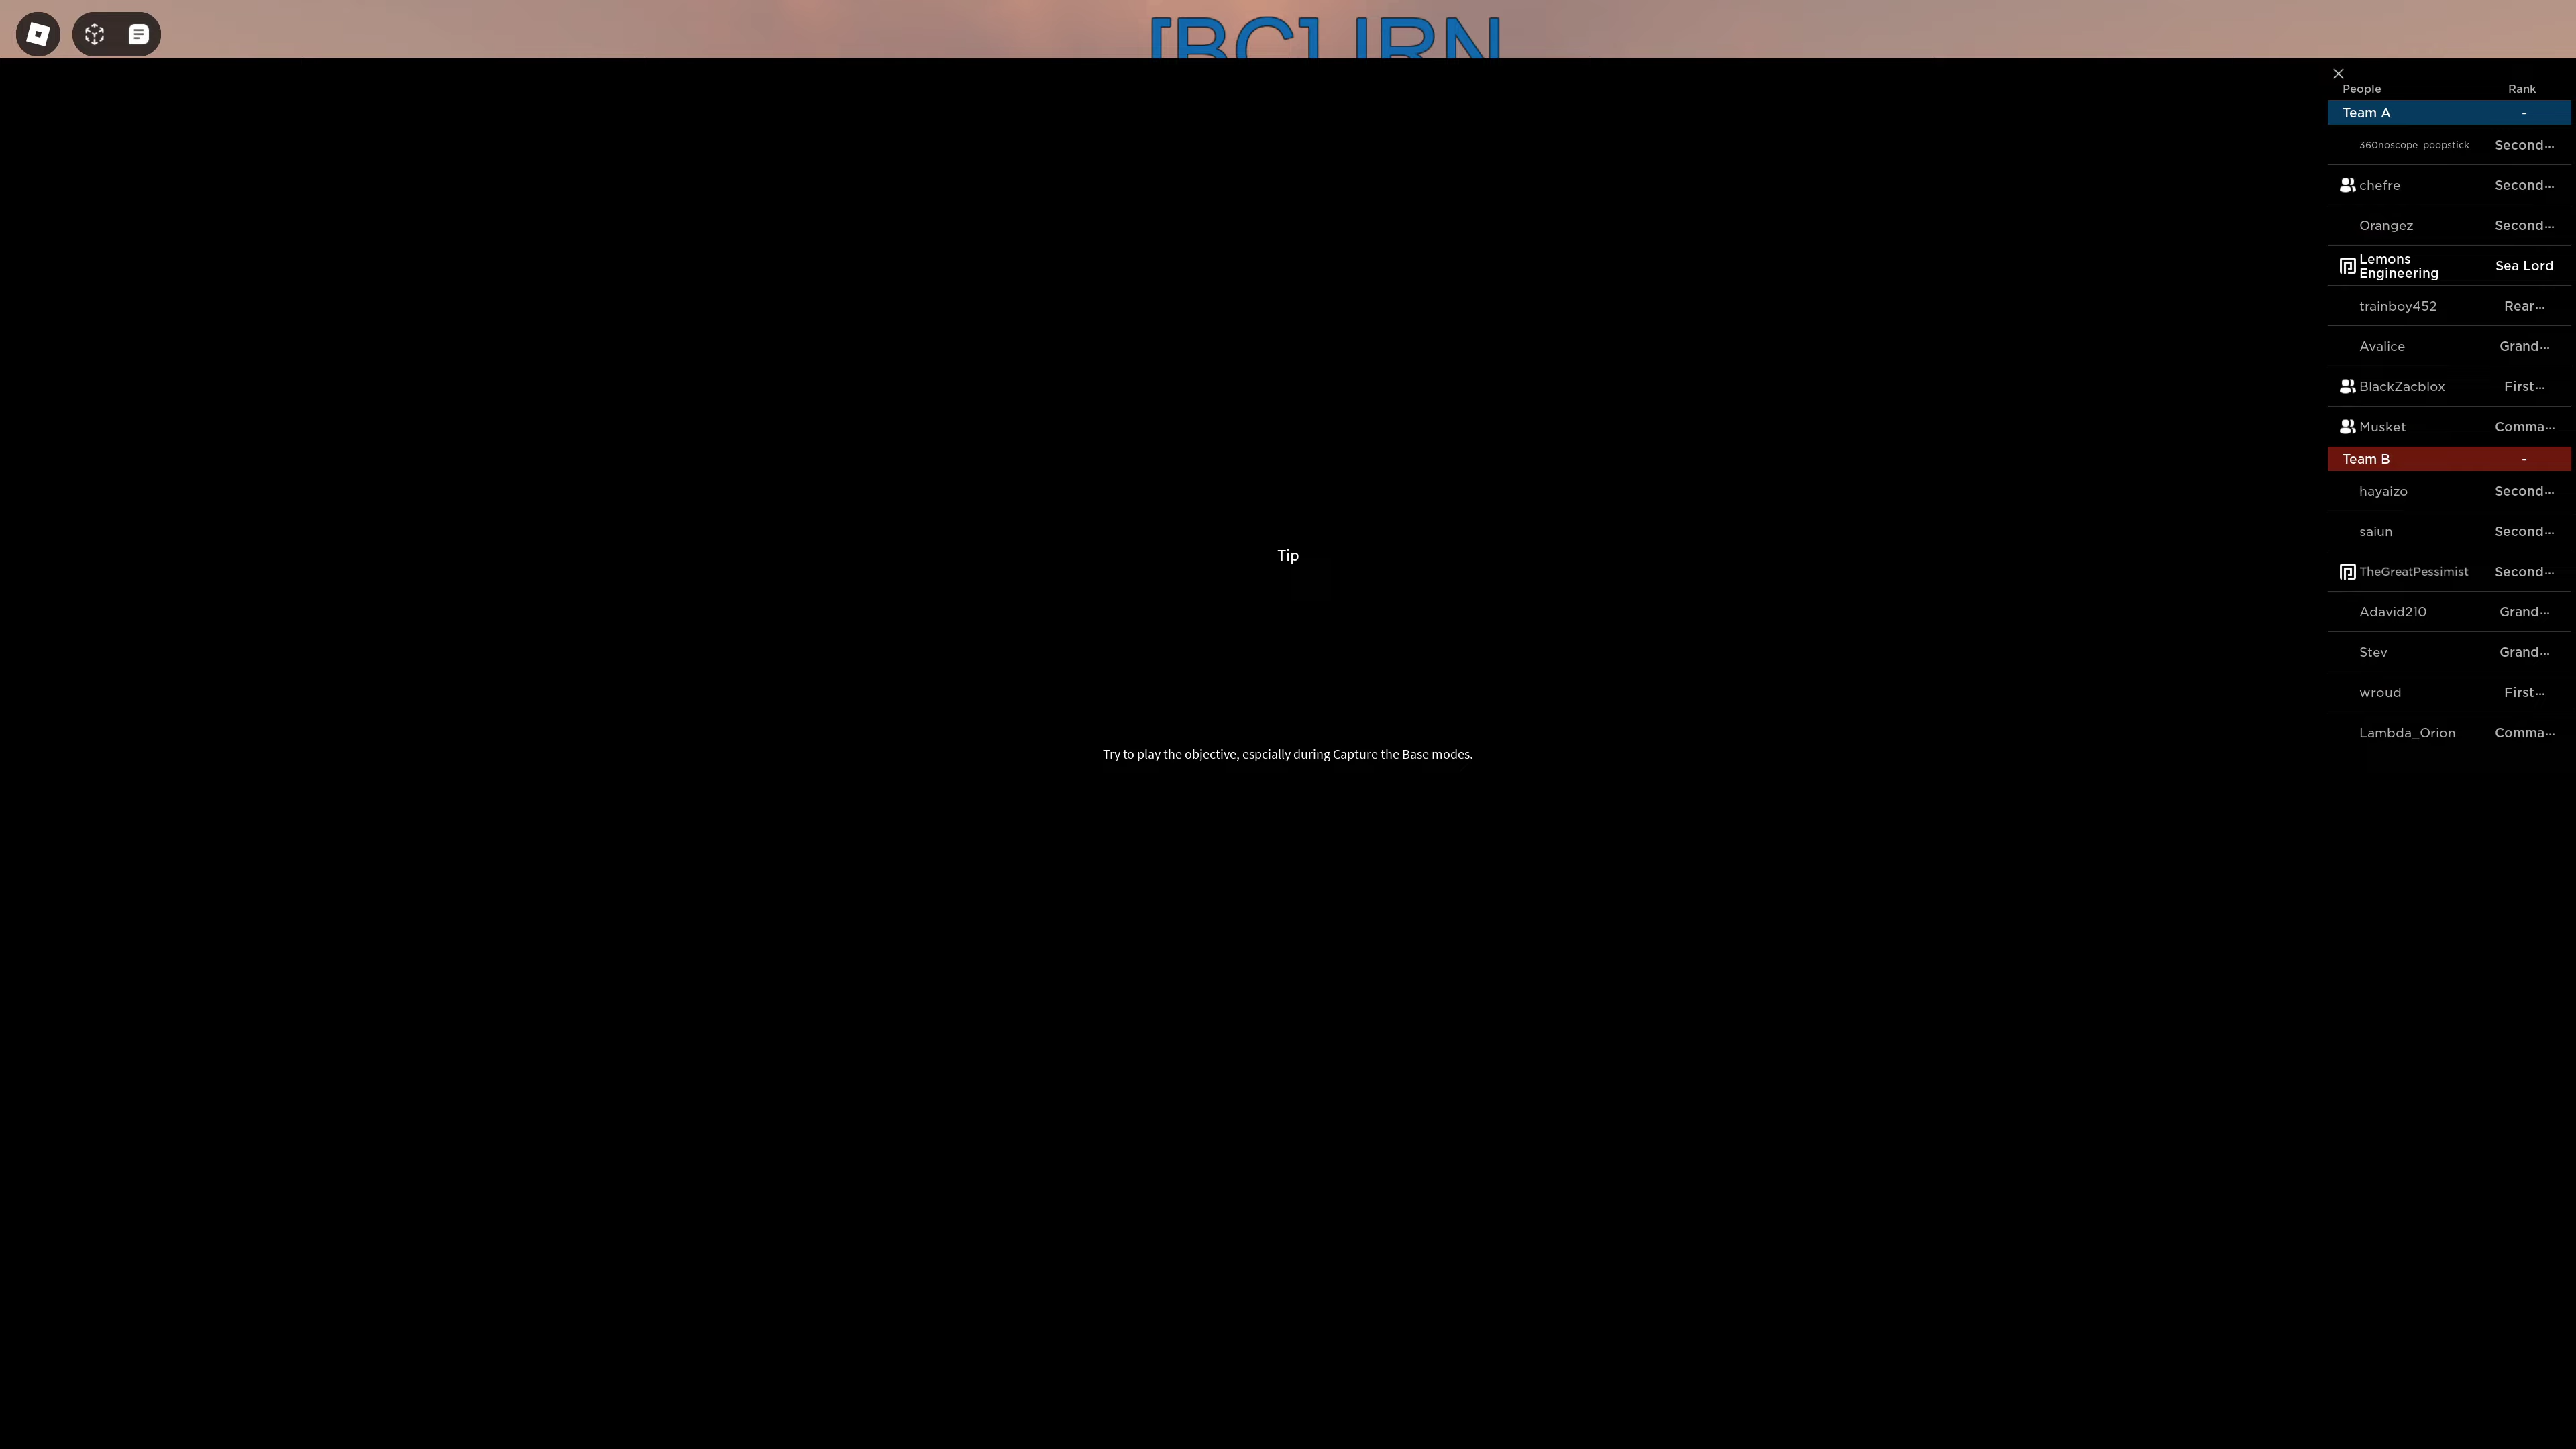 [BC] IRN
People Rank
Team A -
360noscope_poopstick Second...
chefre Second...
Orangez Second...
Lemons
Engineering Sea Lord
trainboy452 Rear...
Avalice Grand...
BlackZacblox First...
Musket Comma...
Team B -
hayaizo Second...
saiun Second...
TheGreatPessimist Second...
Adavid210 Grand...
Stev Grand...
wroud First...
Lambda_Orion Comma...
Tip
Try to play the objective, espcially during Capture the Base modes.